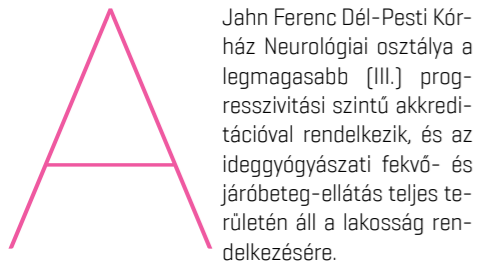 A Jahn Ferenc Dél-Pesti Kór-
ház Neurológiai osztálya a
legmagasabb (III.) prog-
resszivitási szintű akkredi-
tációval rendelkezik, és az
ideggyógyászati fekvő- és
járóbeteg-ellátás teljes te-
rületén áll a lakosság ren-
delkezésére.